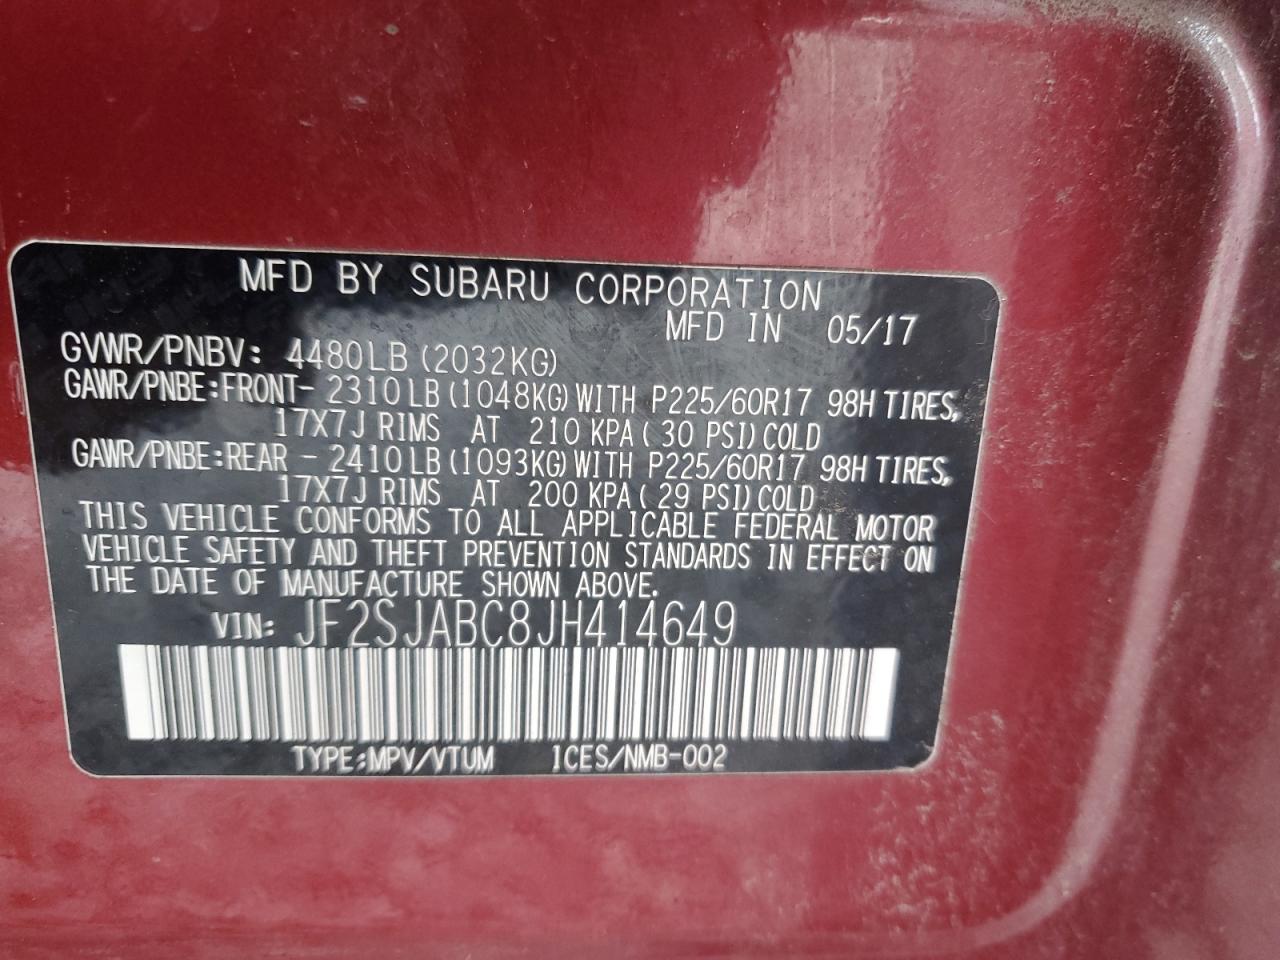 MFD BY SUBARU CORPORATION
MFD IN 05/17
GVWR/PNBV: 4480LB (2032KG)
GAWR/PNBE:FRONT- 2310LB (1048KG) WITH P225/60R17 98H TIRES,
17X7J RIMS AT 210 KPA( 30 PSI) COLD
GAWR/PNBE:REAR - 2410LB (1093KG) WITH P225/60R17 98H TIRES,
17X7J RIMS AT 200 KPA( 29 PSI) COLD
THIS VEHICLE CONFORMS TO ALL APPLICABLE FEDERAL MOTOR
VEHICLE SAFETY AND THEFT PREVENTION STANDARDS IN EFFECT ON
THE DATE OF MANUFACTURE SHOWN ABOVE.
VIN: JF2SJABC8JH414649
TYPE:MPV/VTUM ICES/NMB-002